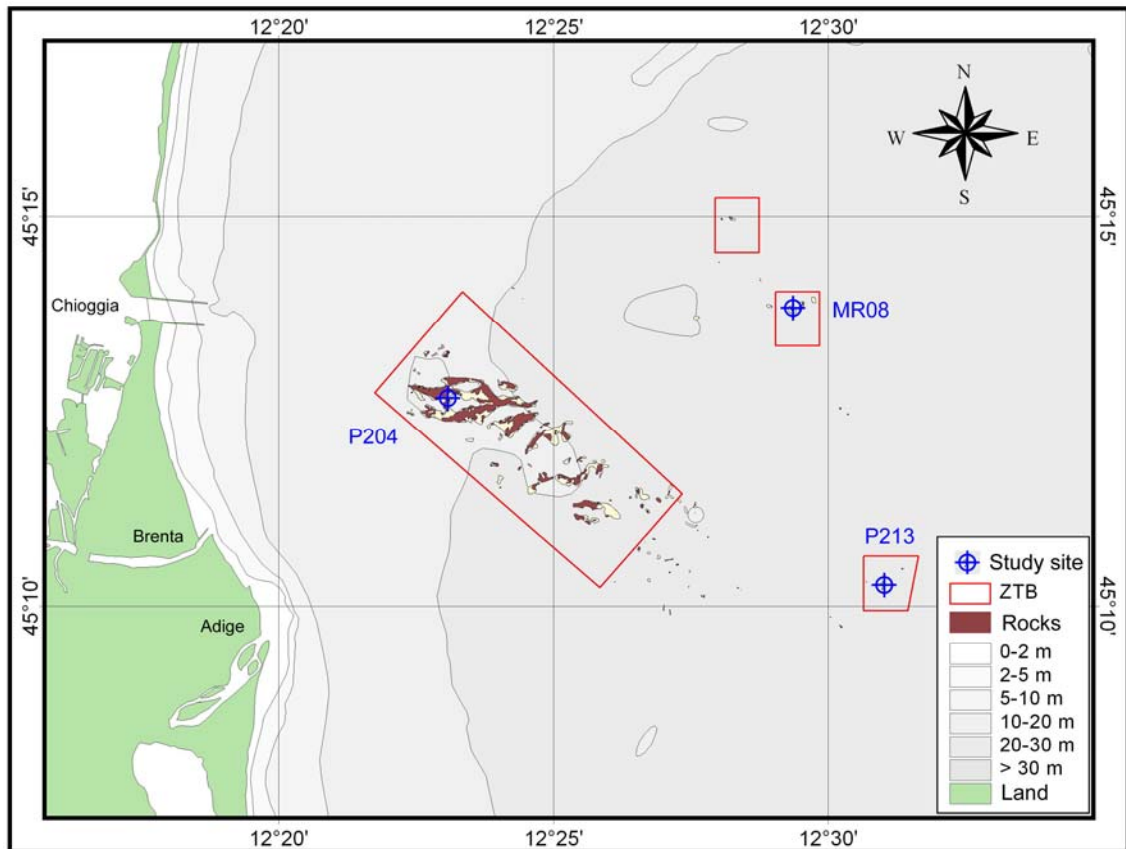 12°20' 12°25' 12°30'
N
W E
S
45°15' 45°15'
Chioggia
MR08
P204
Brenta
P213
Adige
45°10' 45°10'
Study site
ZTB
Rocks
0-2 m
2-5 m
5-10 m
10-20 m
20-30 m
> 30 m
Land
12°20' 12°25' 12°30'